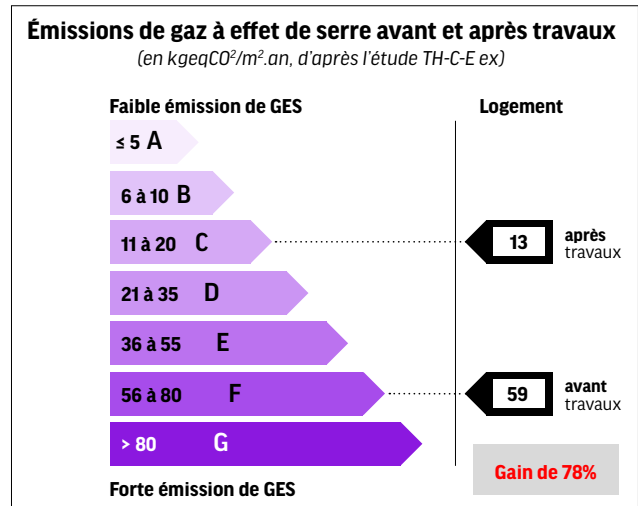 Émissions de gaz à effet de serre avant et après travaux
(en kgeqCO²/m².an, d'après l'étude TH-C-E ex)
Faible émission de GES
Logement
≤ 5 A
6 à 10 B
11 à 20 C
13
après
travaux
21 à 35 D
36 à 55 E
56 à 80 F
59
avant
travaux
> 80 G
Gain de 78%
Forte émission de GES